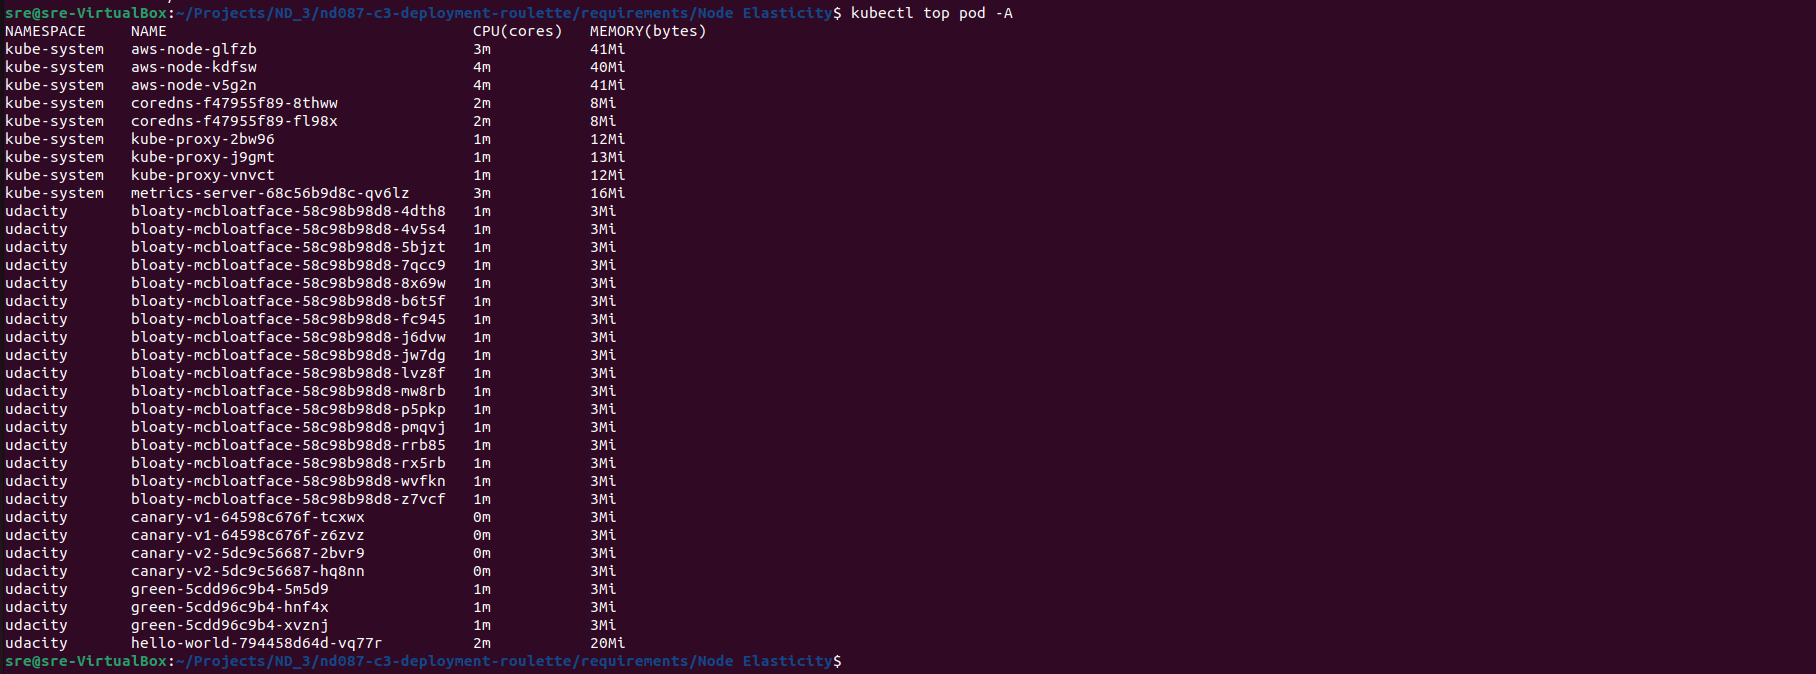 sre@sre-VirtualBox:~/Projects/ND_3/nd087-c3-deployment-roulette/requirements/Node Elasticity$ kubectl top pod -A
NAMESPACE     NAME                                  CPU(cores)   MEMORY(bytes)
kube-system   aws-node-glfzb                        3m           41Mi
kube-system   aws-node-kdfsw                        4m           40Mi
kube-system   aws-node-v5g2n                        4m           41Mi
kube-system   coredns-f47955f89-8thww               2m           8Mi
kube-system   coredns-f47955f89-fl98x               2m           8Mi
kube-system   kube-proxy-2bw96                      1m           12Mi
kube-system   kube-proxy-j9gmt                      1m           13Mi
kube-system   kube-proxy-vnvct                      1m           12Mi
kube-system   metrics-server-68c56b9d8c-qv6lz       3m           16Mi
udacity       bloaty-mcbloatface-58c98b98d8-4dth8   1m           3Mi
udacity       bloaty-mcbloatface-58c98b98d8-4v5s4   1m           3Mi
udacity       bloaty-mcbloatface-58c98b98d8-5bjzt   1m           3Mi
udacity       bloaty-mcbloatface-58c98b98d8-7qcc9   1m           3Mi
udacity       bloaty-mcbloatface-58c98b98d8-8x69w   1m           3Mi
udacity       bloaty-mcbloatface-58c98b98d8-b6t5f   1m           3Mi
udacity       bloaty-mcbloatface-58c98b98d8-fc945   1m           3Mi
udacity       bloaty-mcbloatface-58c98b98d8-j6dvw   1m           3Mi
udacity       bloaty-mcbloatface-58c98b98d8-jw7dg   1m           3Mi
udacity       bloaty-mcbloatface-58c98b98d8-lvz8f   1m           3Mi
udacity       bloaty-mcbloatface-58c98b98d8-mw8rb   1m           3Mi
udacity       bloaty-mcbloatface-58c98b98d8-p5pkp   1m           3Mi
udacity       bloaty-mcbloatface-58c98b98d8-pmqvj   1m           3Mi
udacity       bloaty-mcbloatface-58c98b98d8-rrb85   1m           3Mi
udacity       bloaty-mcbloatface-58c98b98d8-rx5rb   1m           3Mi
udacity       bloaty-mcbloatface-58c98b98d8-wvfkn   1m           3Mi
udacity       bloaty-mcbloatface-58c98b98d8-z7vcf   1m           3Mi
udacity       canary-v1-64598c676f-tcxwx            0m           3Mi
udacity       canary-v1-64598c676f-z6zvz            0m           3Mi
udacity       canary-v2-5dc9c56687-2bvr9            0m           3Mi
udacity       canary-v2-5dc9c56687-hq8nn            0m           3Mi
udacity       green-5cdd96c9b4-5m5d9                1m           3Mi
udacity       green-5cdd96c9b4-hnf4x                1m           3Mi
udacity       green-5cdd96c9b4-xvznj                1m           3Mi
udacity       hello-world-794458d64d-vq77r          2m           20Mi
sre@sre-VirtualBox:~/Projects/ND_3/nd087-c3-deployment-roulette/requirements/Node Elasticity$